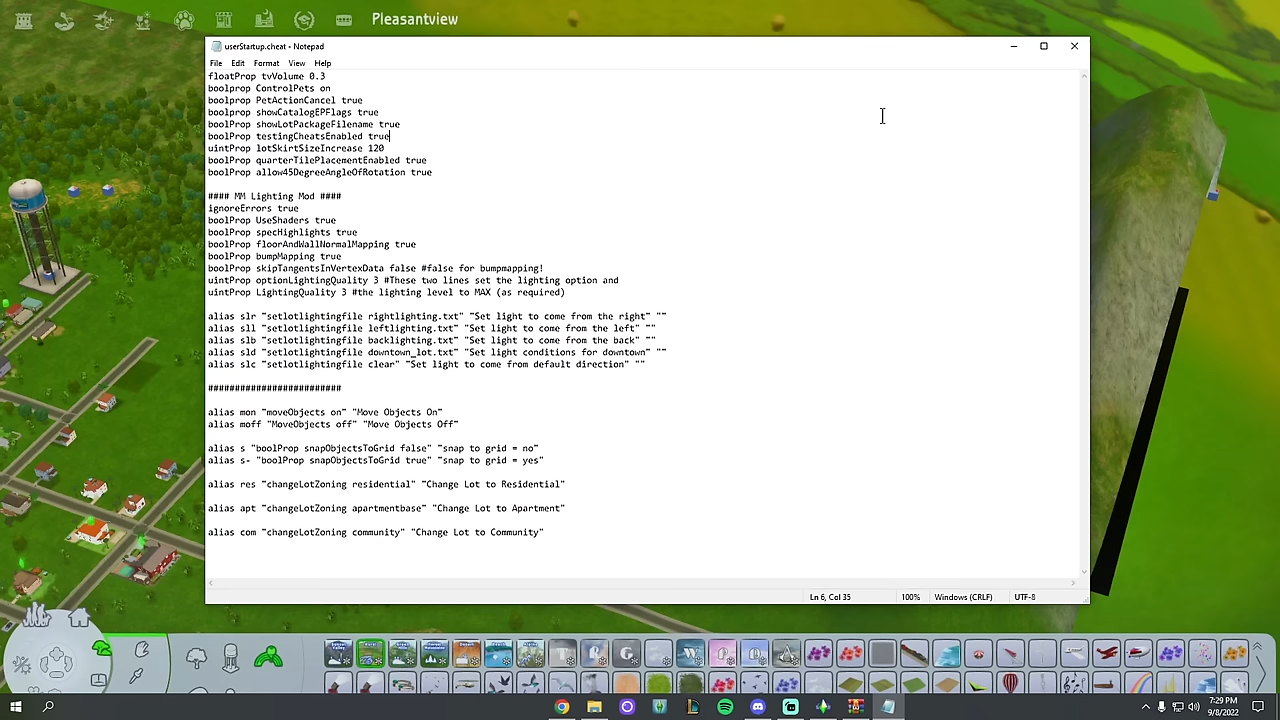 Pleasantview
userStartup.cheat - Notepad
File Edit Format View Help
floatProp tvVolume 0.3
boolprop ControlPets on
boolprop PetActionCancel true
boolprop showCatalogEPFlags true
boolProp showLotPackageFilename true
boolProp testingCheatsEnabled true
uintProp lotSkirtSizeIncrease 120
boolProp quarterTilePlacementEnabled true
boolProp allow45DegreeAngleOfRotation true
#### MM Lighting Mod ####
ignoreErrors true
boolProp UseShaders true
boolProp specHighlights true
boolProp floorAndWallNormalMapping true
boolProp bumpMapping true
boolProp skipTangentsInVertexData false #false for bumpmapping!
uintProp optionLightingQuality 3 #These two lines set the lighting option and
uintProp LightingQuality 3 #the lighting level to MAX (as required)
alias slr "setlotlightingfile rightlighting.txt" "Set light to come from the right" ""
alias sll "setlotlightingfile leftlighting.txt" "Set light to come from the left" ""
alias slb "setlotlightingfile backlighting.txt" "Set light to come from the back" ""
alias sld "setlotlightingfile downtown_lot.txt" "Set light conditions for downtown" ""
alias slc "setlotlightingfile clear" "Set light to come from default direction" ""
#########################
alias mon "moveObjects on" "Move Objects On"
alias moff "MoveObjects off" "Move Objects Off"
alias s "boolProp snapObjectsToGrid false" "snap to grid = no"
alias s- "boolProp snapObjectsToGrid true" "snap to grid = yes"
alias res "changeLotZoning residential" "Change Lot to Residential"
alias apt "changeLotZoning apartmentbase" "Change Lot to Apartment"
alias com "changeLotZoning community" "Change Lot to Community"
Ln 6, Col 35 100% Windows (CRLF) UTF-8
7:29 PM
9/8/2022